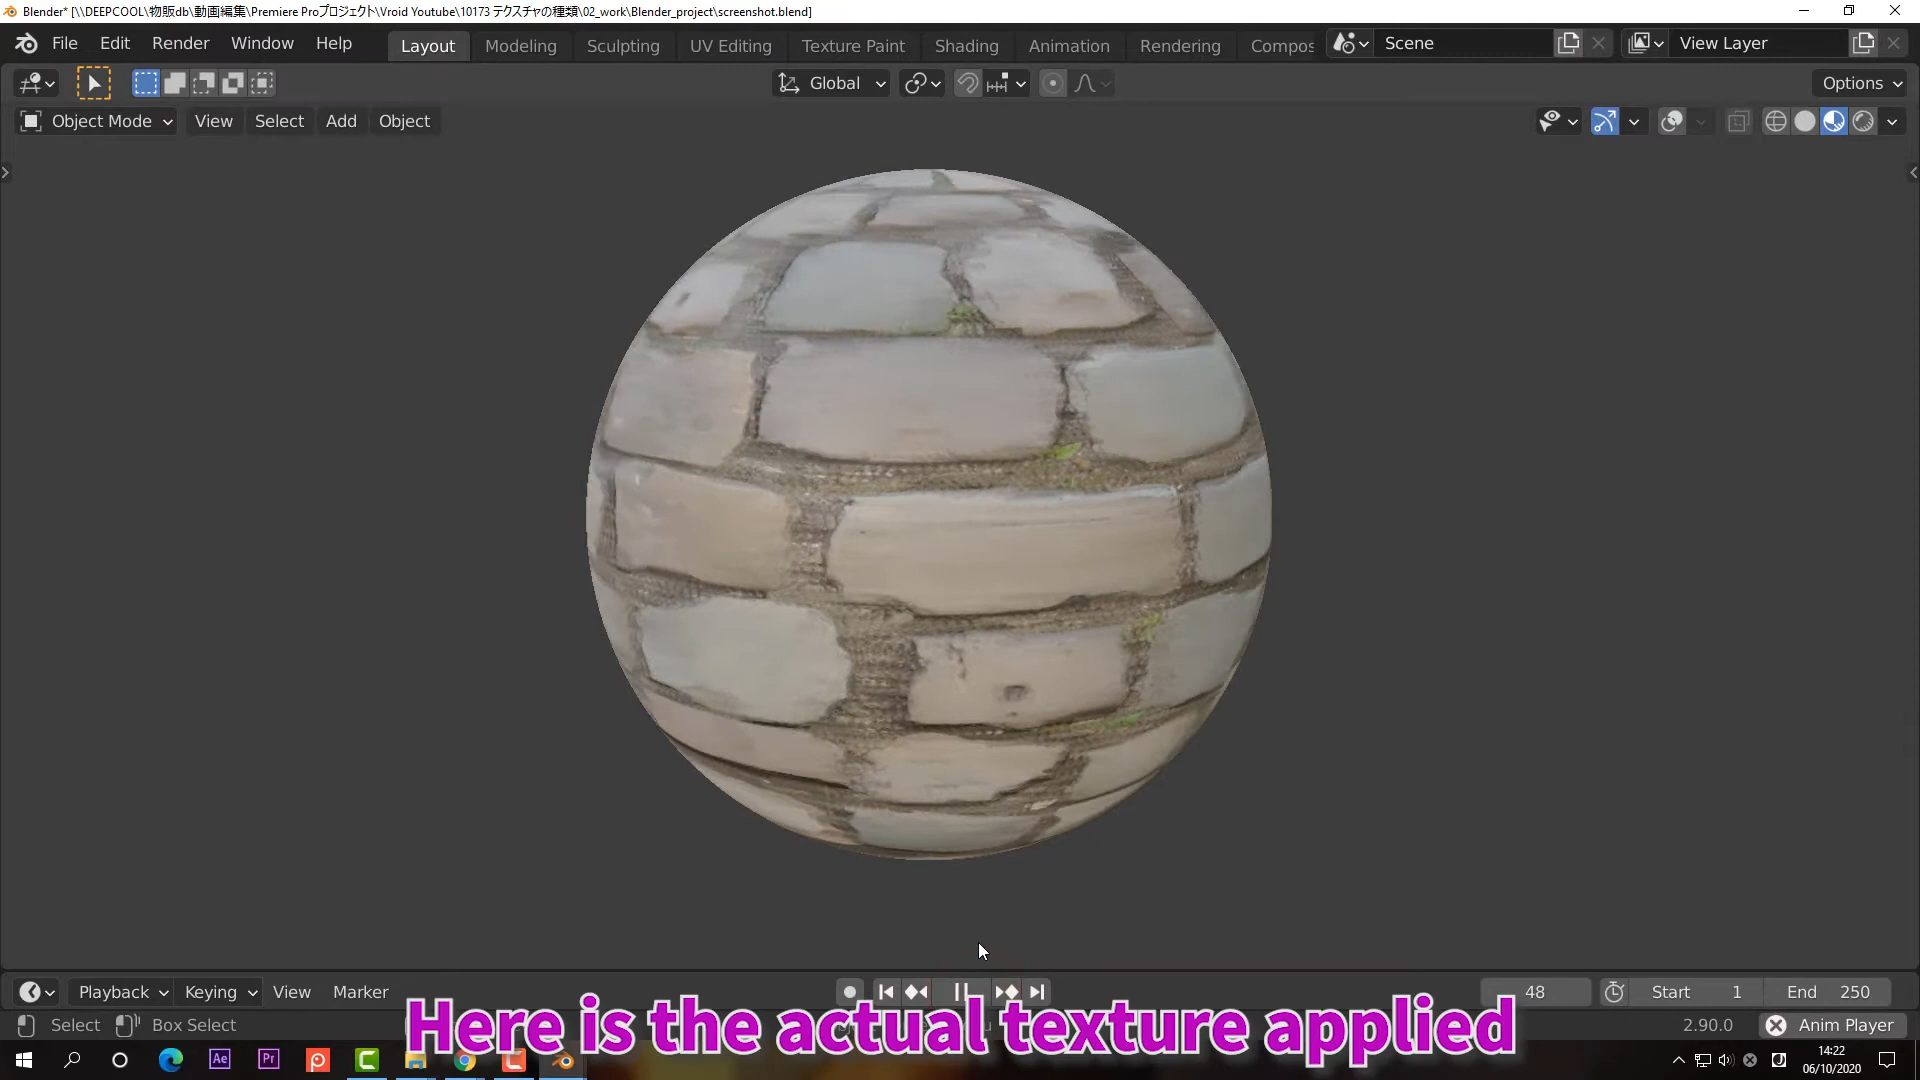 Blender* [\\DEEPCOOL\物販db\動画編集\Premiere Proプロジェクト\Vroid Youtube\10173 テクスチャの種類\02_work\Blender_project\screenshot.blend]
File Edit Render Window Help Layout Modeling Sculpting UV Editing Texture Paint Shading Animation Rendering Compos Scene View Layer
Global Options
Object Mode View Select Add Object
Playback Keying View Marker 48 Start 1 End 250
Select Box Select 2.90.0 Anim Player
Here is the actual texture applied
Ae Pr 14:22
06/10/2020